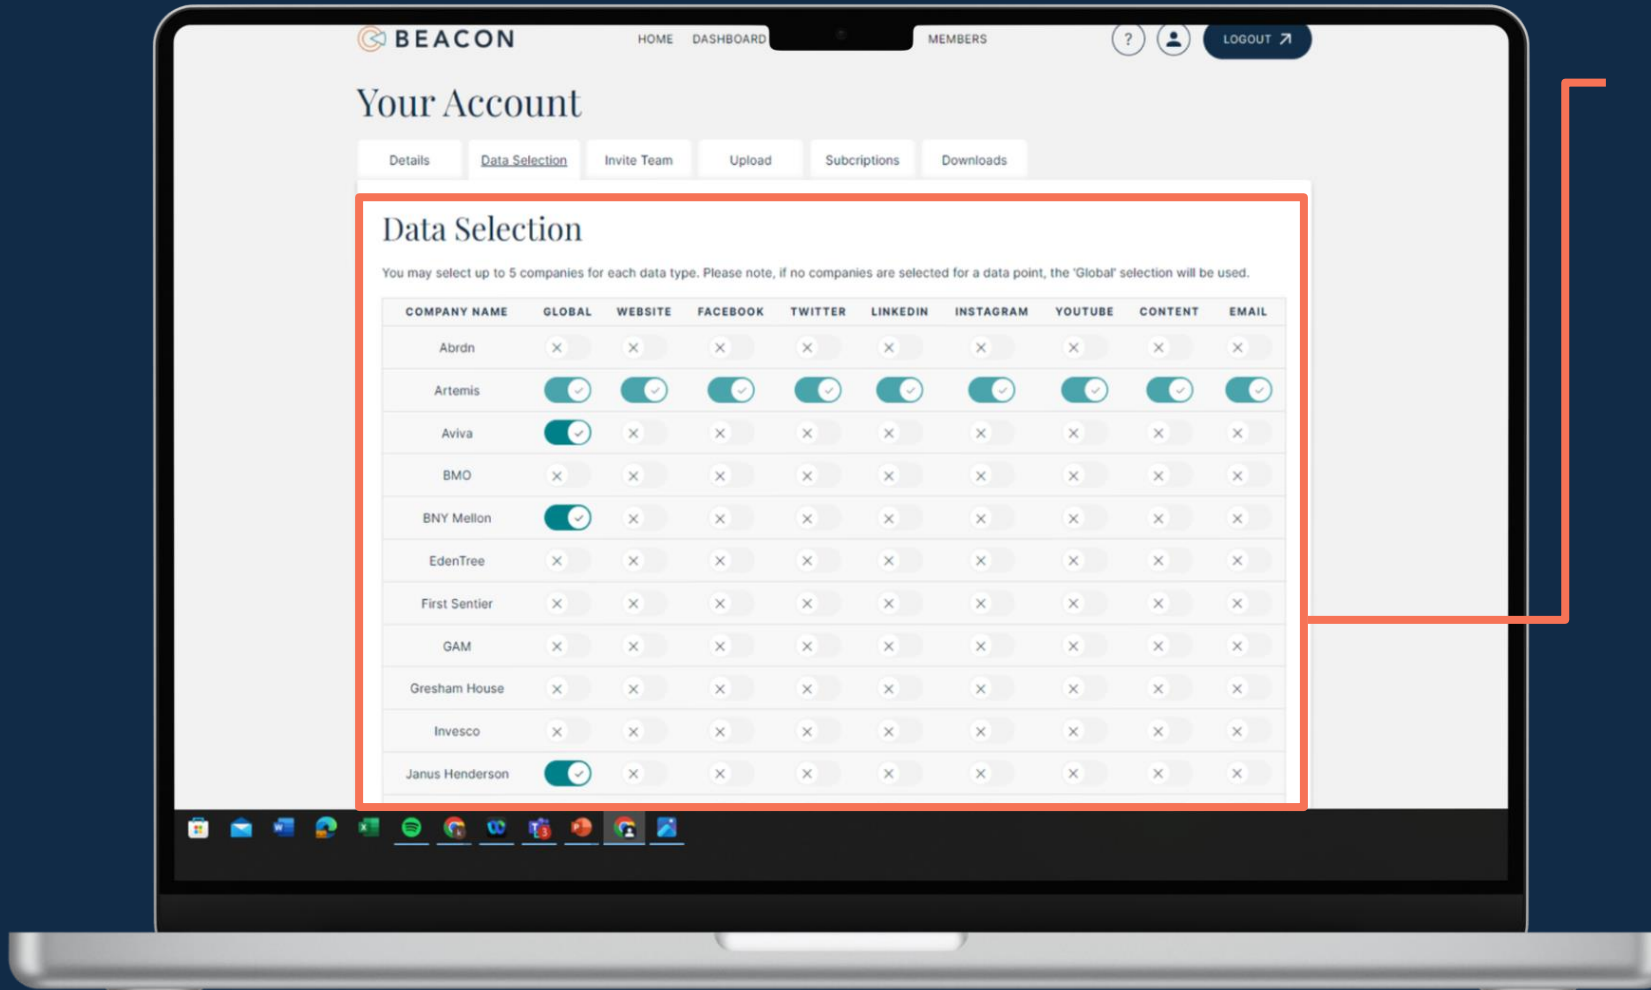 BEACON
HOME DASHBOARD MEMBERS ? LOGOUT
Your Account
Details Data Selection Invite Team Upload Subcriptions Downloads
Data Selection
You may select up to 5 companies for each data type. Please note, if no companies are selected for a data point, the 'Global' selection will be used.
COMPANY NAME GLOBAL WEBSITE FACEBOOK TWITTER LINKEDIN INSTAGRAM YOUTUBE CONTENT EMAIL
Abrdn
Artemis
Aviva
BMO
BNY Mellon
EdenTree
First Sentier
GAM
Gresham House
Invesco
Janus Henderson